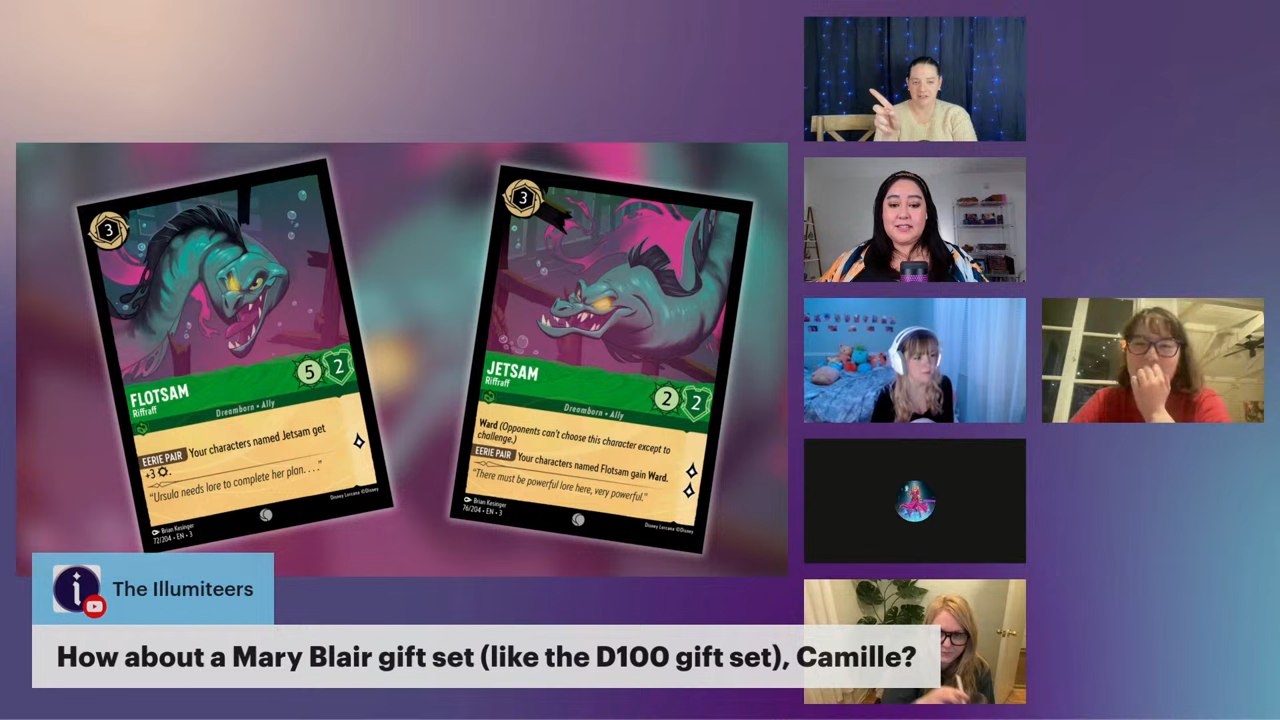 3
FLOTSAM
Riffraff
5
2
Dreamborn • Ally
EERIE PAIR Your characters named Jetsam get
+3 .
"Ursula needs lore to complete her plan. . . ."
Disney Lorcana ©Disney
Brian Kesinger
72/204 • EN • 3
3
JETSAM
Riffraff
2
2
Dreamborn • Ally
Ward (Opponents can't choose this character except to
challenge.)
EERIE PAIR Your characters named Flotsam gain Ward.
"There must be powerful lore here, very powerful."
Brian Kesinger
76/204 • EN • 3
Disney Lorcana ©Disney
i
The Illumiteers
How about a Mary Blair gift set (like the D100 gift set), Camille?